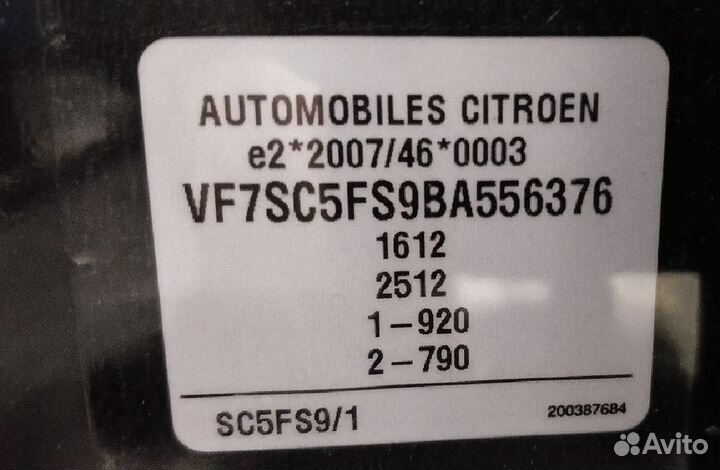 AUTOMOBILES CITROEN
e2*2007/46*0003
VF7SC5FS9BA556376
1612
2512
1-920
2-790
SC5FS9/1
200387684
Avito